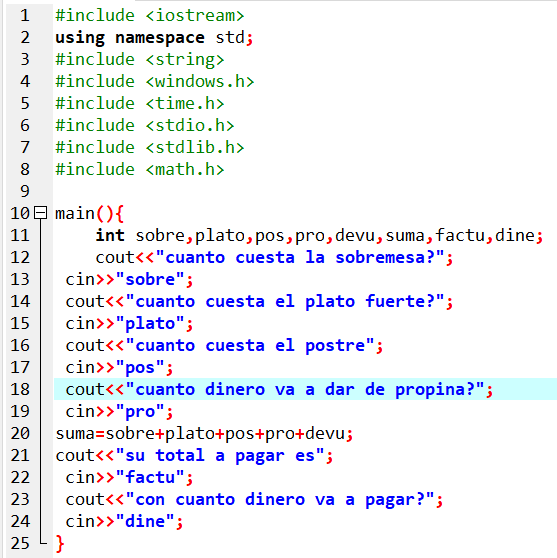 1 #include <iostream>
2 using namespace std;
3 #include <string>
4 #include <windows.h>
5 #include <time.h>
6 #include <stdio.h>
7 #include <stdlib.h>
8 #include <math.h>
9
10 main(){
11 int sobre,plato,pos,pro,devu,suma,factu,dine;
12 cout<<"cuanto cuesta la sobremesa?";
13 cin>>"sobre";
14 cout<<"cuanto cuesta el plato fuerte?";
15 cin>>"plato";
16 cout<<"cuanto cuesta el postre";
17 cin>>"pos";
18 cout<<"cuanto dinero va a dar de propina?";
19 cin>>"pro";
20 suma=sobre+plato+pos+pro+devu;
21 cout<<"su total a pagar es";
22 cin>>"factu";
23 cout<<"con cuanto dinero va a pagar?";
24 cin>>"dine";
25 }